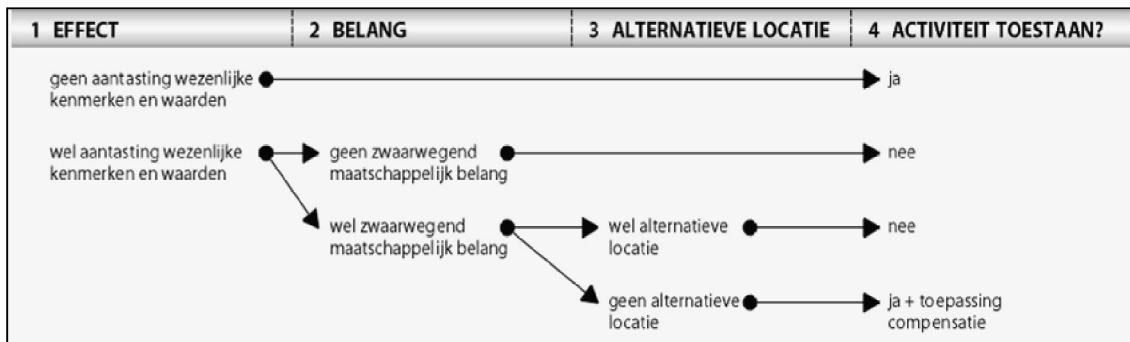 1 EFFECT
2 BELANG
3 ALTERNATIEVE LOCATIE
4 ACTIVITEIT TOESTAAN?
geen aantasting wezenlijke
kenmerken en waarden
ja
wel aantasting wezenlijke
kenmerken en waarden
geen zwaarwegend
maatschappelijk belang
nee
wel zwaarwegend
maatschappelijk belang
wel alternatieve
locatie
nee
geen alternatieve
locatie
ja + toepassing
compensatie